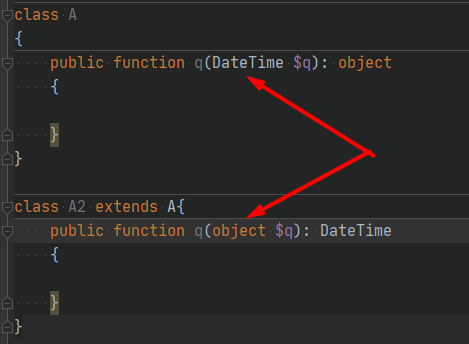 class A
{
    public function q(DateTime $q): object
    {
    }
}
class A2 extends A{
    public function q(object $q): DateTime
    {
    }
}